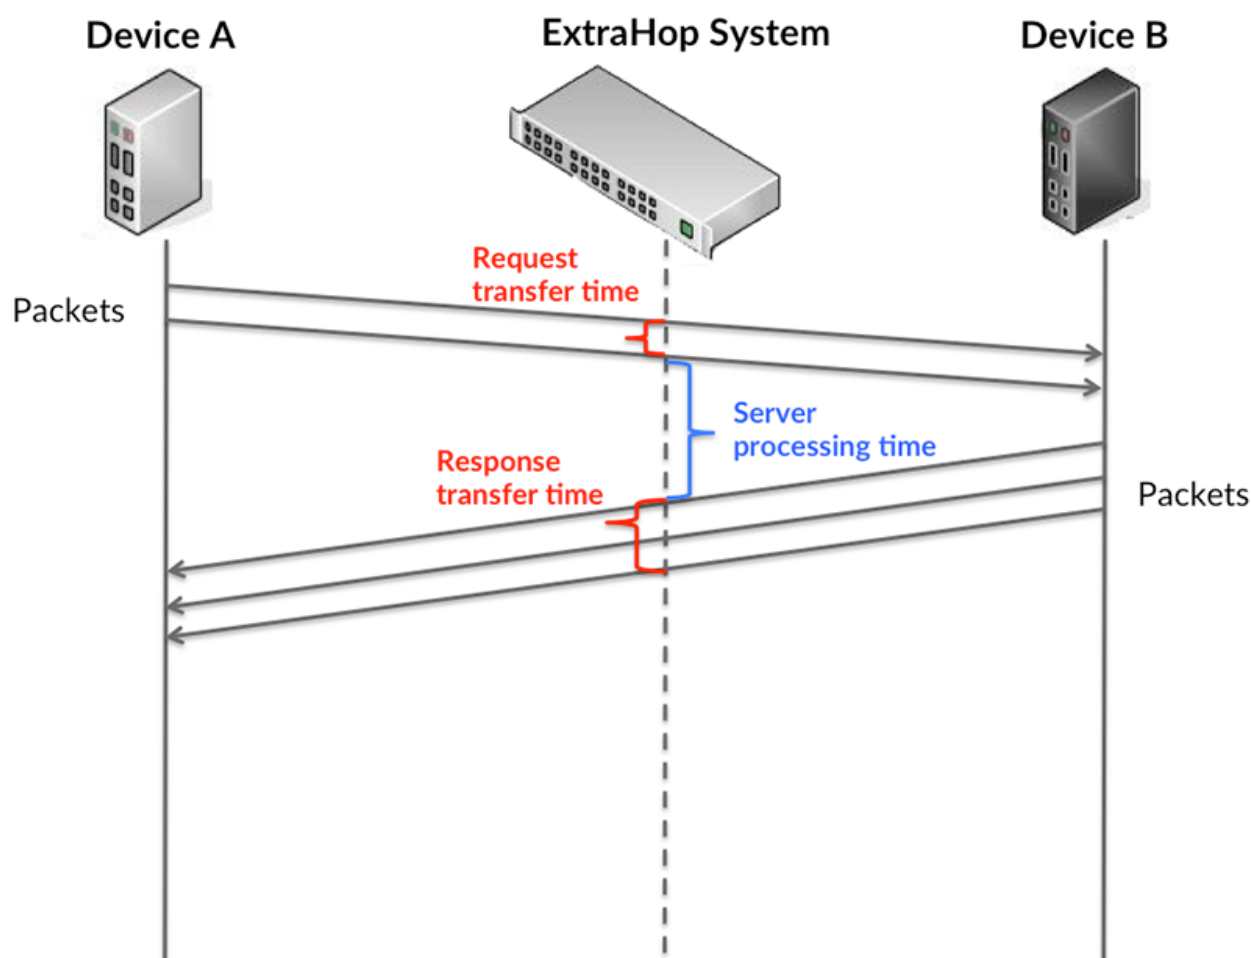 Device A
ExtraHop System
Device B
Request
transfer time
Packets
Server
processing time
Response
transfer time
Packets